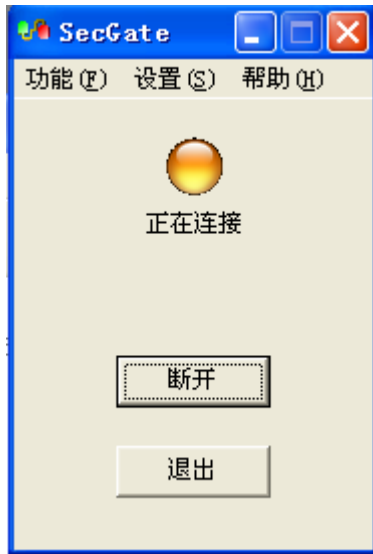 SecGate
功能(F) 设置(S) 帮助(H)
正在连接
断开
退出